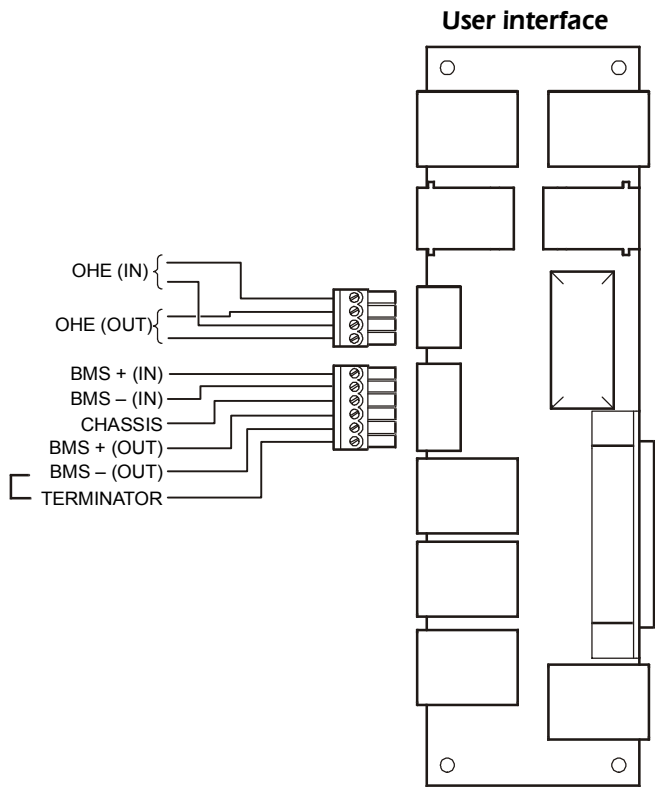 User interface
OHE (IN)
OHE (OUT)
BMS + (IN)
BMS – (IN)
CHASSIS
BMS + (OUT)
BMS – (OUT)
TERMINATOR